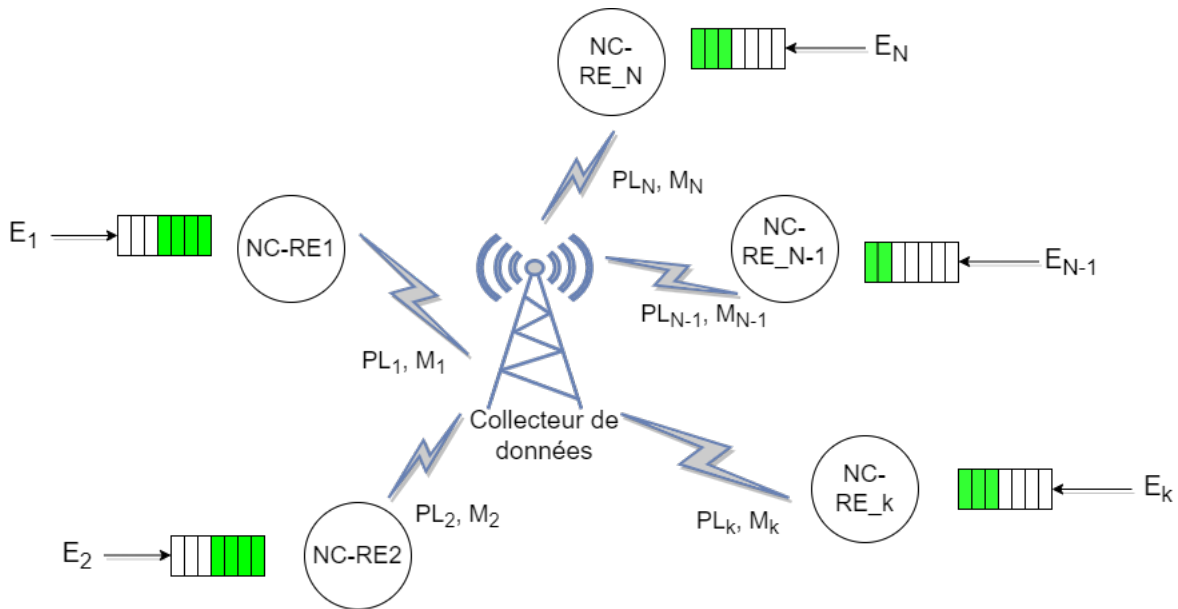 NC-
RE_N
E_N
PL_N, M_N
E_1
NC-RE1
NC-
RE_N-1
E_N-1
PL_N-1, M_N-1
PL_1, M_1
Collecteur de
données
NC-
RE_k
E_k
PL_2, M_2
PL_k, M_k
E_2
NC-RE2